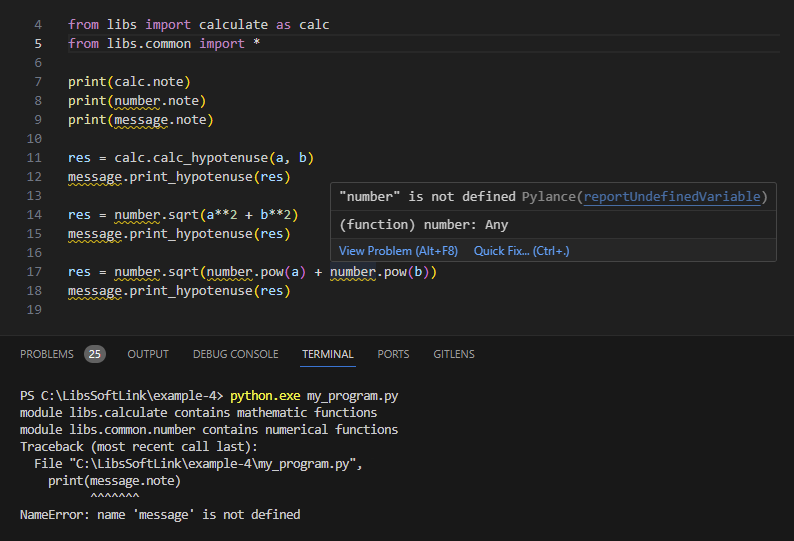 4 from libs import calculate as calc
5 from libs.common import *
6
7 print(calc.note)
8 print(number.note)
9 print(message.note)
10
11 res = calc.calc_hypotenuse(a, b)
12 message.print_hypotenuse(res)
"number" is not defined Pylance(reportUndefinedVariable)
13
14 res = number.sqrt(a**2 + b**2)
(function) number: Any
15 message.print_hypotenuse(res)
16
View Problem (Alt+F8) Quick Fix... (Ctrl+.)
17 res = number.sqrt(number.pow(a) + number.pow(b))
18 message.print_hypotenuse(res)
19
PROBLEMS 25 OUTPUT DEBUG CONSOLE TERMINAL PORTS GITLENS
PS C:\LibsSoftLink\example-4> python.exe my_program.py
module libs.calculate contains mathematic functions
module libs.common.number contains numerical functions
Traceback (most recent call last):
File "C:\LibsSoftLink\example-4\my_program.py",
print(message.note)
^^^^^^^
NameError: name 'message' is not defined